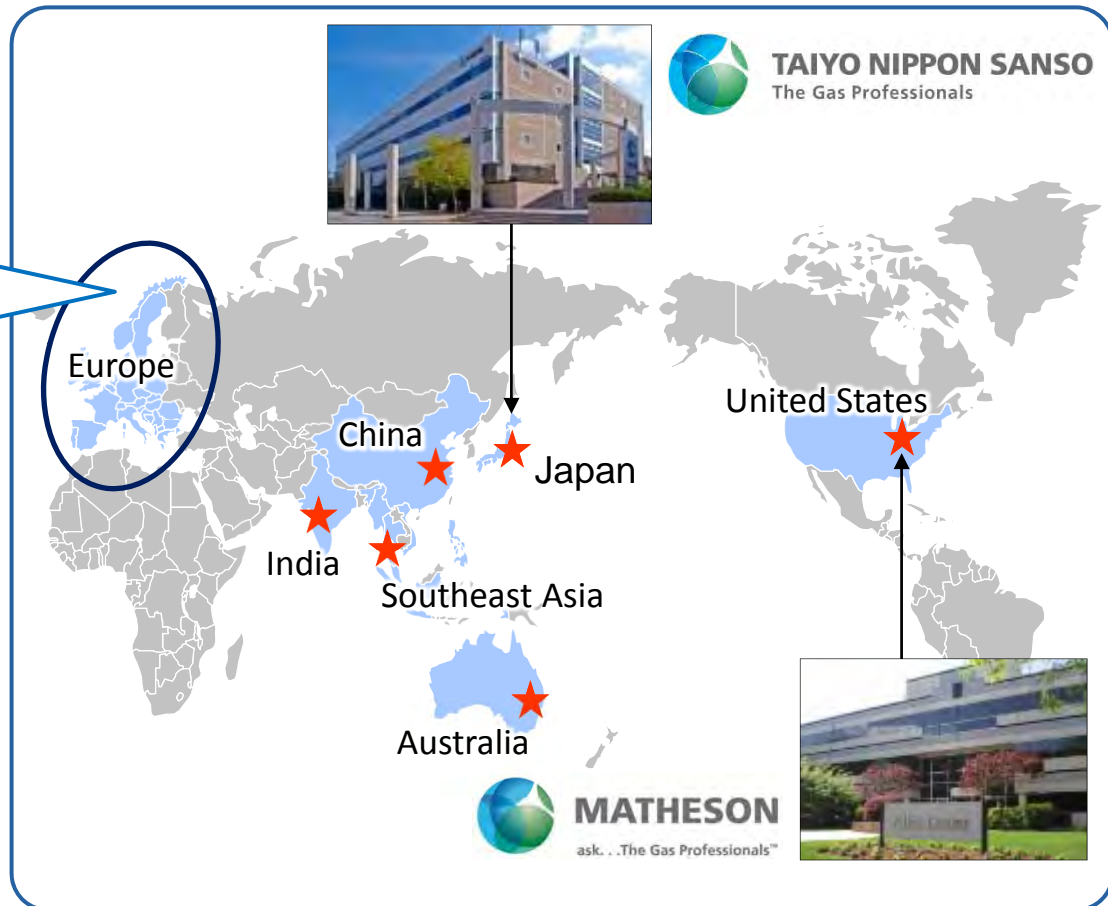 TAIYO NIPPON SANSO
The Gas Professionals
Europe
United States
China
Japan
India
Southeast Asia
Australia
MATHESON
ask. . .The Gas Professionals™